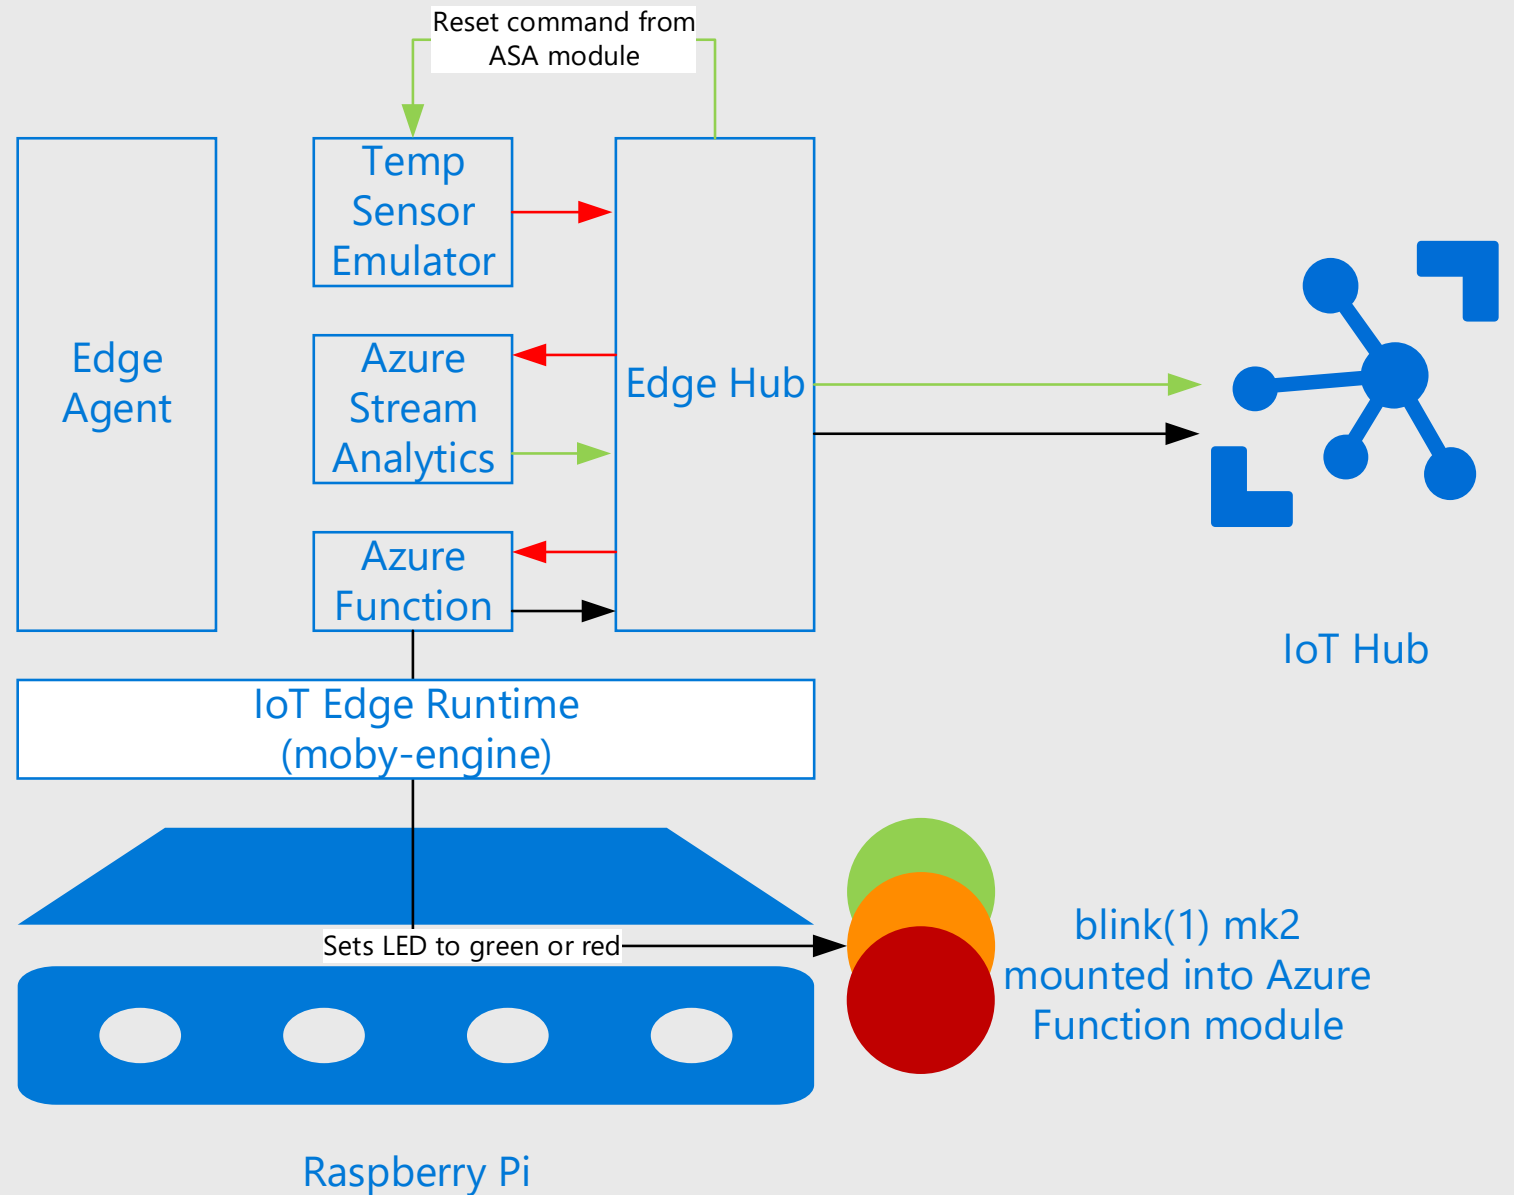 Reset command from
ASA module
Temp
Sensor
Emulator
Edge
Agent
Azure
Stream
Analytics
Edge Hub
Azure
Function
IoT Hub
IoT Edge Runtime
(moby-engine)
Sets LED to green or red
blink(1) mk2
mounted into Azure
Function module
Raspberry Pi